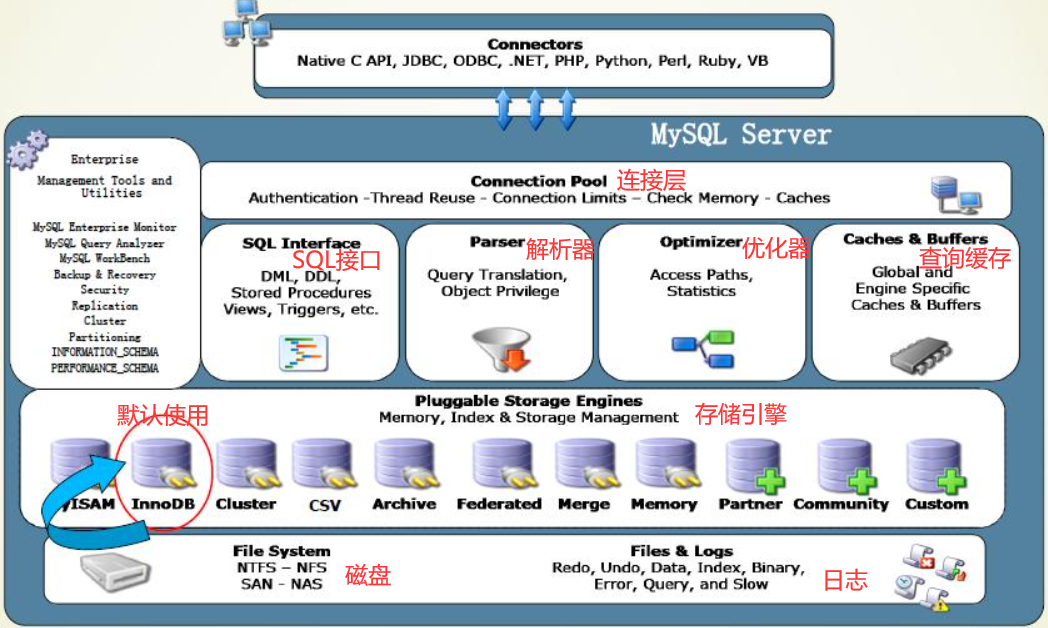 Connectors
Native C API, JDBC, ODBC, .NET, PHP, Python, Perl, Ruby, VB
MySQL Server
Enterprise
Management Tools and
Utilities
MySQL Enterprise Monitor
MySQL Query Analyzer
MySQL WorkBench
Backup & Recovery
Security
Replication
Cluster
Partitioning
INFORMATION_SCHEMA
PERFORMANCE_SCHEMA
Connection Pool 连接层
Authentication -Thread Reuse - Connection Limits – Check Memory - Caches
SQL Interface
SQL接口
DML, DDL,
Stored Procedures
Views, Triggers, etc.
Parser 解析器
Query Translation,
Object Privilege
Optimizer 优化器
Access Paths,
Statistics
Caches & Buffers
查询缓存
Global and
Engine Specific
Caches & Buffers
Pluggable Storage Engines
Memory, Index & Storage Management 存储引擎
默认使用
yISAM InnoDB Cluster CSV Archive Federated Merge Memory Partner Community Custom
File System
NTFS – NFS
SAN - NAS
磁盘
Files & Logs
Redo, Undo, Data, Index, Binary,
Error, Query, and Slow
日志